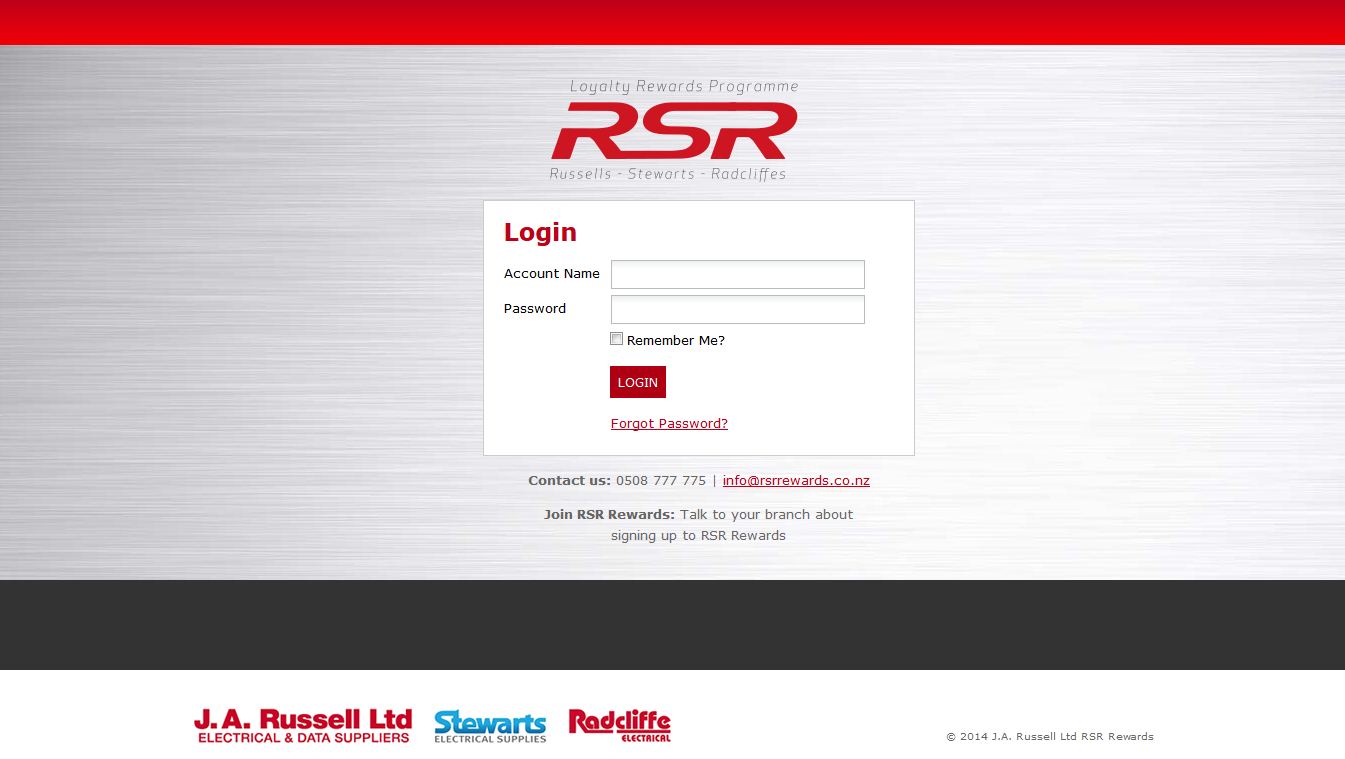 Loyalty Rewards Programme
RSR
Russells - Stewarts - Radcliffes
Login
Account Name
Password
Remember Me?
LOGIN
Forgot Password?
Contact us: 0508 777 775 | info@rsrrewards.co.nz
Join RSR Rewards: Talk to your branch about
signing up to RSR Rewards
J. A. Russell Ltd
ELECTRICAL & DATA SUPPLIERS
Stewarts
ELECTRICAL SUPPLIES
Radcliffe
ELECTRICAL
© 2014 J.A. Russell Ltd RSR Rewards